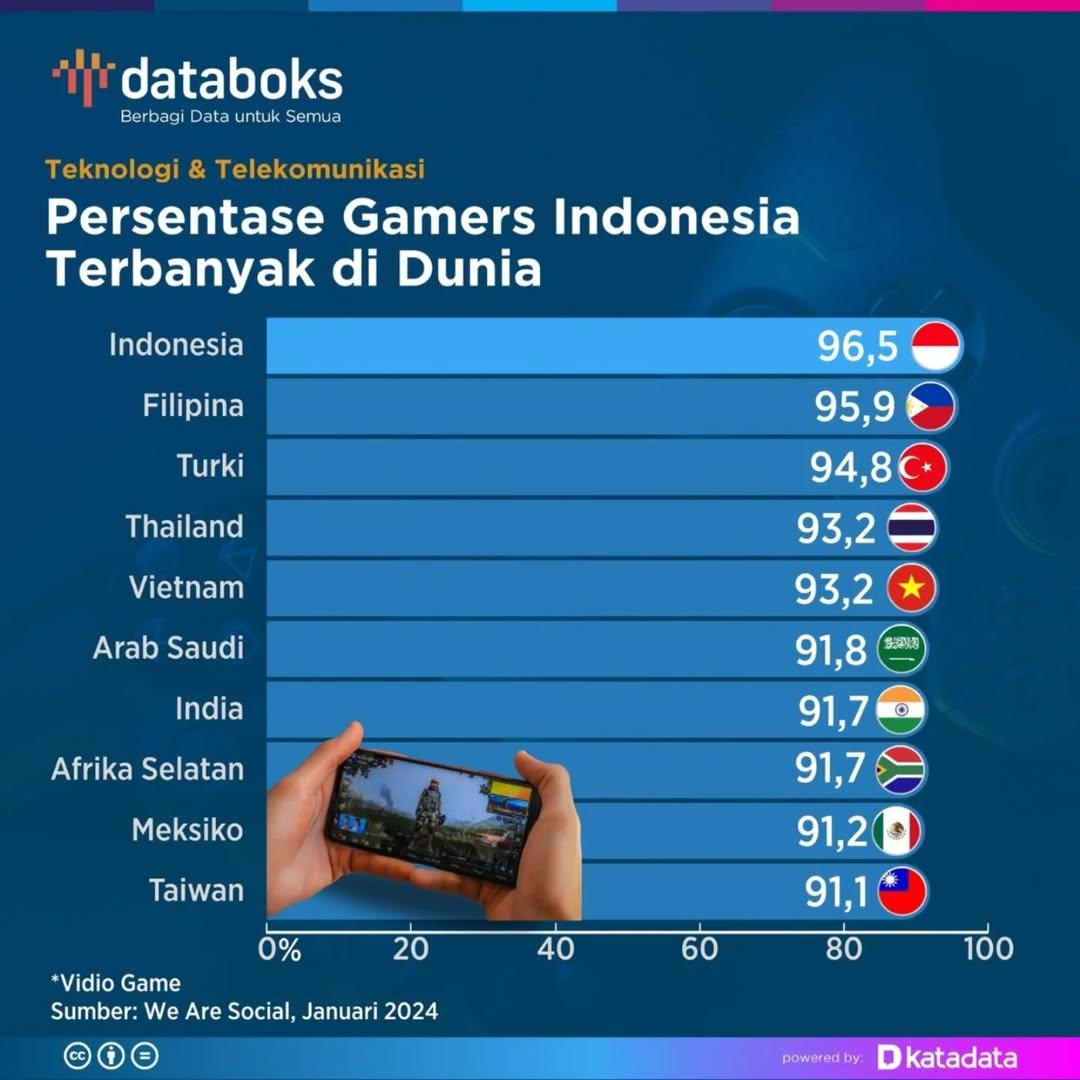 databoks
Berbagi Data untuk Semua
Teknologi & Telekomunikasi
Persentase Gamers Indonesia
Terbanyak di Dunia
Indonesia 96,5
Filipina 95,9
Turki 94,8
Thailand 93,2
Vietnam 93,2
Arab Saudi 91,8
India 91,7
Afrika Selatan 91,7
Meksiko 91,2
Taiwan 91,1
0% 20 40 60 80 100
*Vidio Game
Sumber: We Are Social, Januari 2024
cc
powered by: katadata